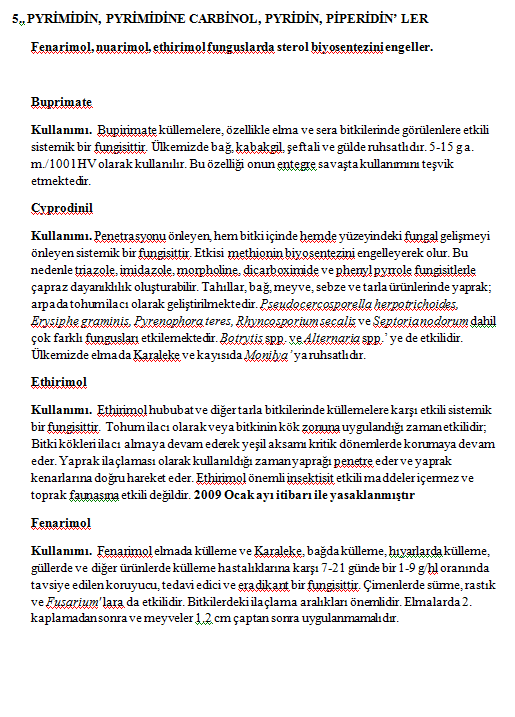 5,, PYRİMİDİN, PYRİMİDİNE CARBİNOL, PYRİDİN, PİPERİDİN' LER
Fenarimol, nuarimol, ethirimol funguslarda sterol biyosentezini engeller.
Buprimate
Kullanımı. Bupirimate küllemelere, özellikle elma ve sera bitkilerinde görülenlere etkili
sistemik bir fungisittir. Ülkemizde bağ, kabakgil, şeftali ve gülde ruhsatlıdır. 5-15 g a.
m./100 l HV olarak kullanılır. Bu özelliği onun entegre savaşta kullanımını teşvik
etmektedir.
Cyprodinil
Kullanımı. Penetrasyonu önleyen, hem bitki içinde hemde yüzeyindeki fungal gelişmeyi
önleyen sistemik bir fungisittir. Etkisi methionin biyosentezini engelleyerek olur. Bu
nedenle triazole, imidazole, morpholine, dicarboximide ve phenyl pyrrole fungisitlerle
çapraz dayanıklılık oluşturabilir. Tahıllar, bağ, meyve, sebze ve tarla ürünlerinde yaprak;
arpada tohum ilacı olarak geliştirilmektedir. Pseudocercosporella herpotrichoides,
Erysiphe graminis, Pyrenophora teres, Rhyncosporium secalis ve Septoria nodorum dahil
çok farklı fungusları etkilemektedir. Botrytis spp. ve Alternaria spp.' ye de etkilidir.
Ülkemizde elmada Karaleke ve kayısıda Monilya' ya ruhsatlıdır.
Ethirimol
Kullanımı. Ethirimol hububat ve diğer tarla bitkilerinde küllemelere karşı etkili sistemik
bir fungisittir. Tohum ilacı olarak veya bitkinin kök zonuna uygulandığı zaman etkilidir;
Bitki kökleri ilacı almaya devam ederek yeşil aksamı kritik dönemlerde korumaya devam
eder. Yaprak ilaçlaması olarak kullanıldığı zaman yaprağı penetre eder ve yaprak
kenarlarına doğru hareket eder. Ethirimol önemli insektisit etkili maddeler içermez ve
toprak faunasına etkili değildir. 2009 Ocak ayı itibarı ile yasaklanmıştır
Fenarimol
Kullanımı. Fenarimol elmada külleme ve Karaleke, bağda külleme, hıyarlarda külleme,
güllerde ve diğer ürünlerde külleme hastalıklarına karşı 7-21 günde bir 1-9 g/hl oranında
tavsiye edilen koruyucu, tedavi edici ve eradikant bir fungisittir. Çimenlerde sürme, rastık
ve Fusarium'lara da etkilidir. Bitkilerdeki ilaçlama aralıkları önemlidir. Elmalarda 2.
kaplamadan sonra ve meyveler 1,2 cm çaptan sonra uygulanmamalıdır.